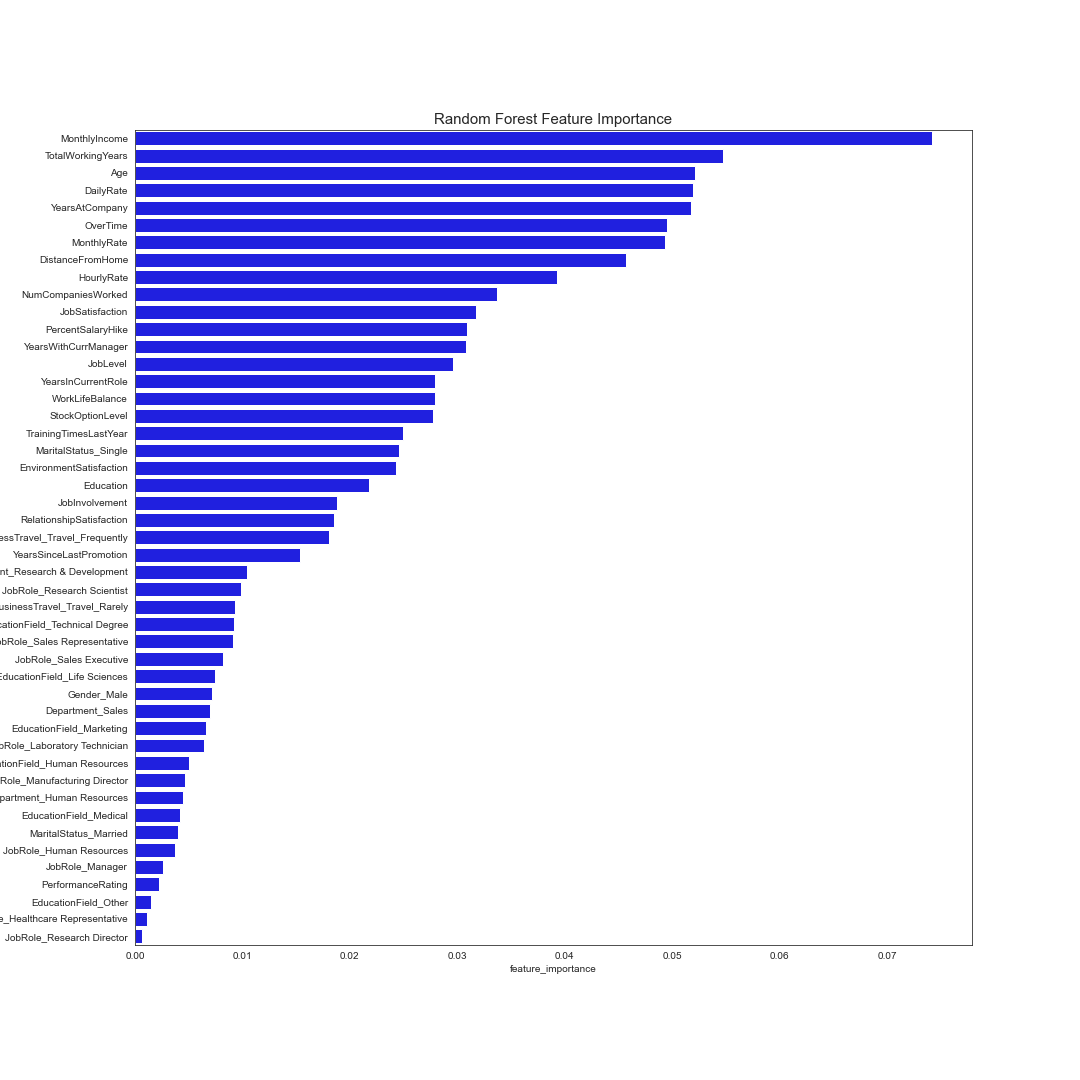 Random Forest Feature Importance
MonthlyIncome
TotalWorkingYears
Age
DailyRate
YearsAtCompany
OverTime
MonthlyRate
DistanceFromHome
HourlyRate
NumCompaniesWorked
JobSatisfaction
PercentSalaryHike
YearsWithCurrManager
JobLevel
YearsInCurrentRole
WorkLifeBalance
StockOptionLevel
TrainingTimesLastYear
MaritalStatus_Single
EnvironmentSatisfaction
Education
JobInvolvement
RelationshipSatisfaction
essTravel_Travel_Frequently
YearsSinceLastPromotion
nt_Research & Development
JobRole_Research Scientist
usinessTravel_Travel_Rarely
cationField_Technical Degree
obRole_Sales Representative
JobRole_Sales Executive
EducationField_Life Sciences
Gender_Male
Department_Sales
EducationField_Marketing
bRole_Laboratory Technician
ationField_Human Resources
Role_Manufacturing Director
partment_Human Resources
EducationField_Medical
MaritalStatus_Married
JobRole_Human Resources
JobRole_Manager
PerformanceRating
EducationField_Other
e_Healthcare Representative
JobRole_Research Director
0.00 0.01 0.02 0.03 0.04 0.05 0.06 0.07
feature_importance